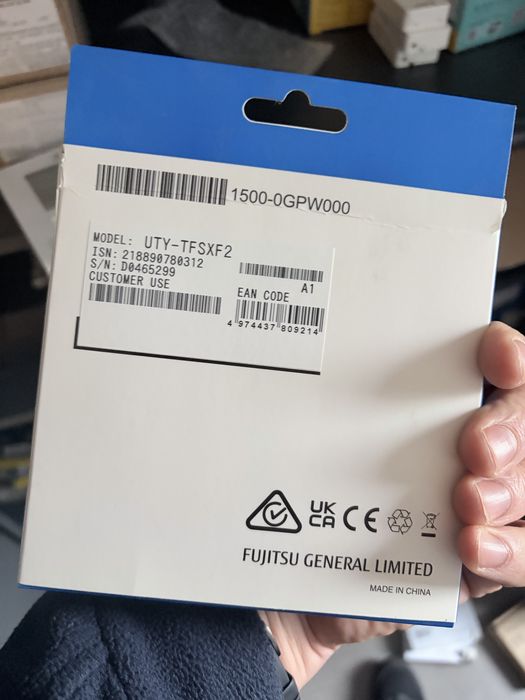 1500-0GPW000
MODEL: UTY-TFSXF2
ISN: 218890780312
S/N: D0465299
CUSTOMER USE
A1
EAN CODE
4 974437 809214
UK
CA CE
FUJITSU GENERAL LIMITED
MADE IN CHINA